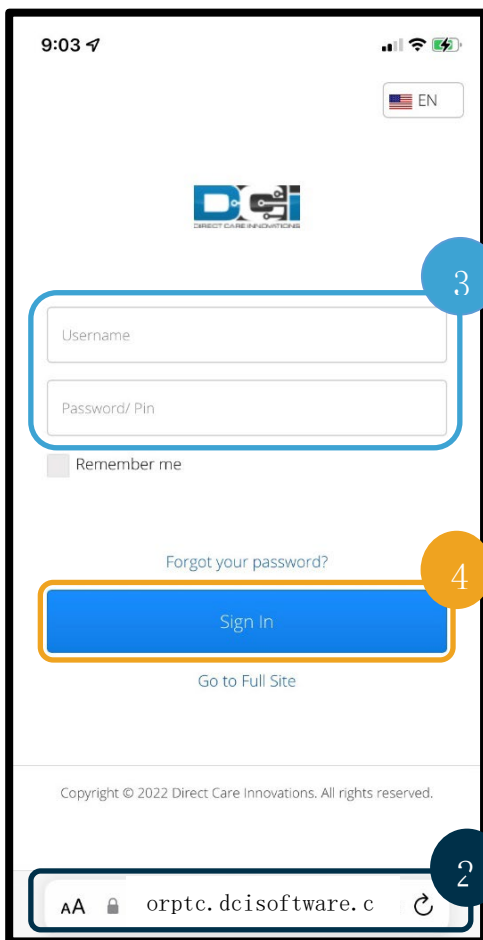 9:03
EN
DCi
DIRECT CARE INNOVATIONS
3
Username
Password/ Pin
Remember me
Forgot your password?
4
Sign In
Go to Full Site
Copyright © 2022 Direct Care Innovations. All rights reserved.
2
AA orptc.dcisoftware.c